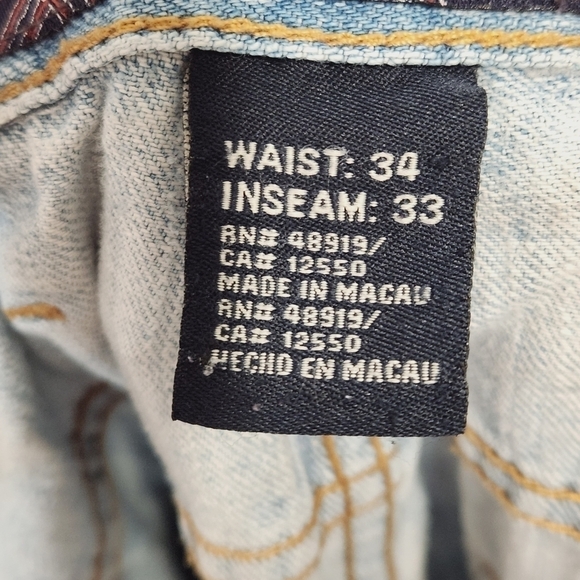 WAIST: 34
INSEAM: 33
RN# 48919/
CA# 12550
MADE IN MACAU
RN# 48919/
CA# 12550
HECHO EN MACAU